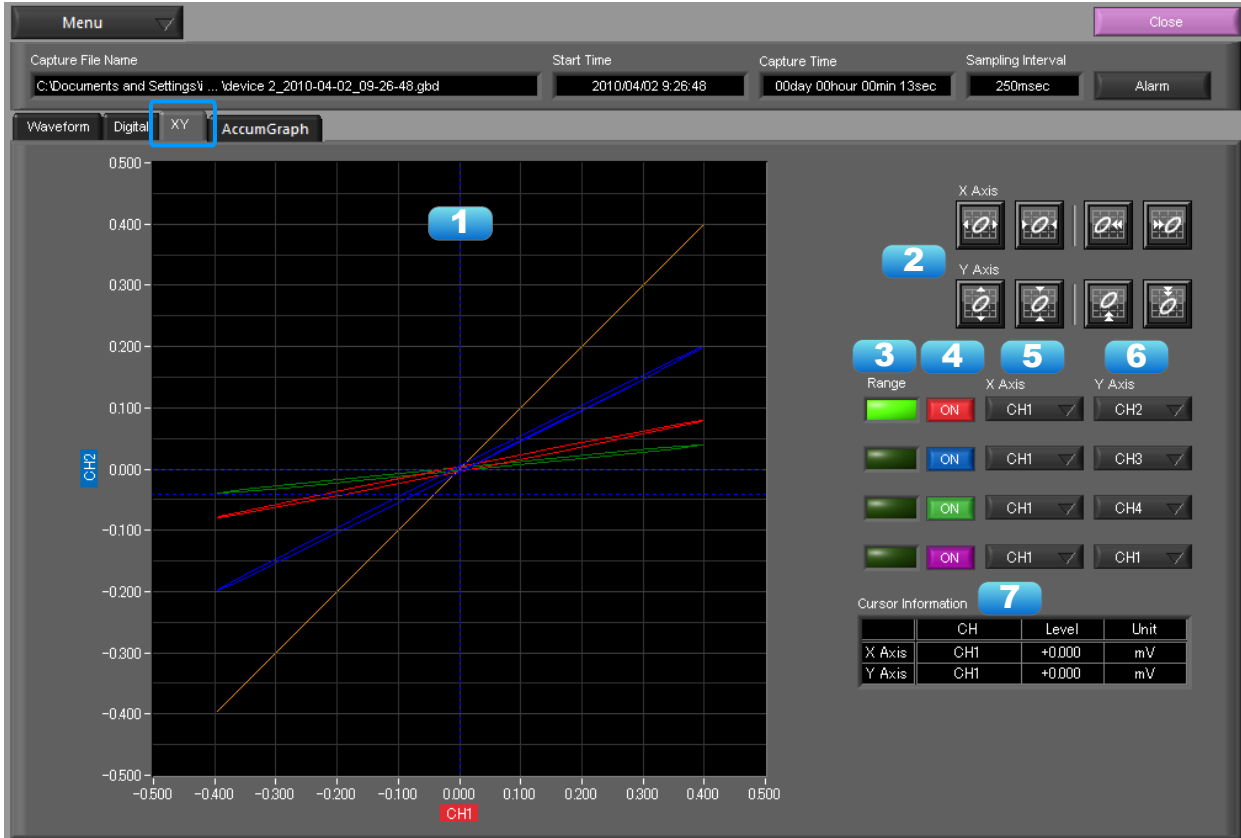 Menu
Close
Capture File Name
Start Time
Capture Time
Sampling Interval
C:\Documents and Settings\i ... \device 2_2010-04-02_09-26-48.gbd
2010/04/02 9:26:48
00day 00hour 00min 13sec
250msec
Alarm
Waveform
Digital
XY
AccumGraph
0.500
0.400
0.300
0.200
0.100
0.000
-0.100
-0.200
-0.300
-0.400
-0.500
CH2
-0.500 -0.400 -0.300 -0.200 -0.100 0.000 0.100 0.200 0.300 0.400 0.500
CH1
1
X Axis
2
Y Axis
3 4 5 6
Range X Axis Y Axis
ON CH1 CH2
ON CH1 CH3
ON CH1 CH4
ON CH1 CH1
Cursor Information 7
CH Level Unit
X Axis CH1 +0.000 mV
Y Axis CH1 +0.000 mV